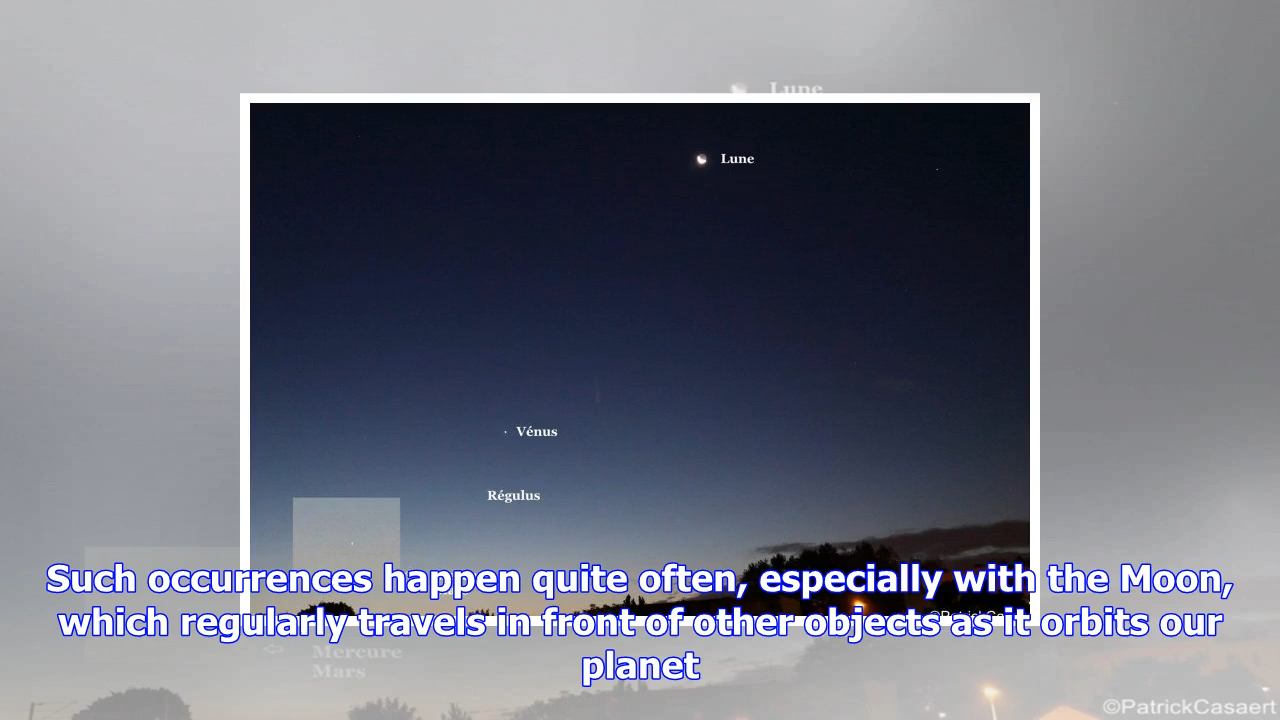 Lune
Lune
Vénus
Régulus
Such occurrences happen quite often, especially with the Moon,
which regularly travels in front of other objects as it orbits our
planet
Mercure
Mars
©PatrickCasaert